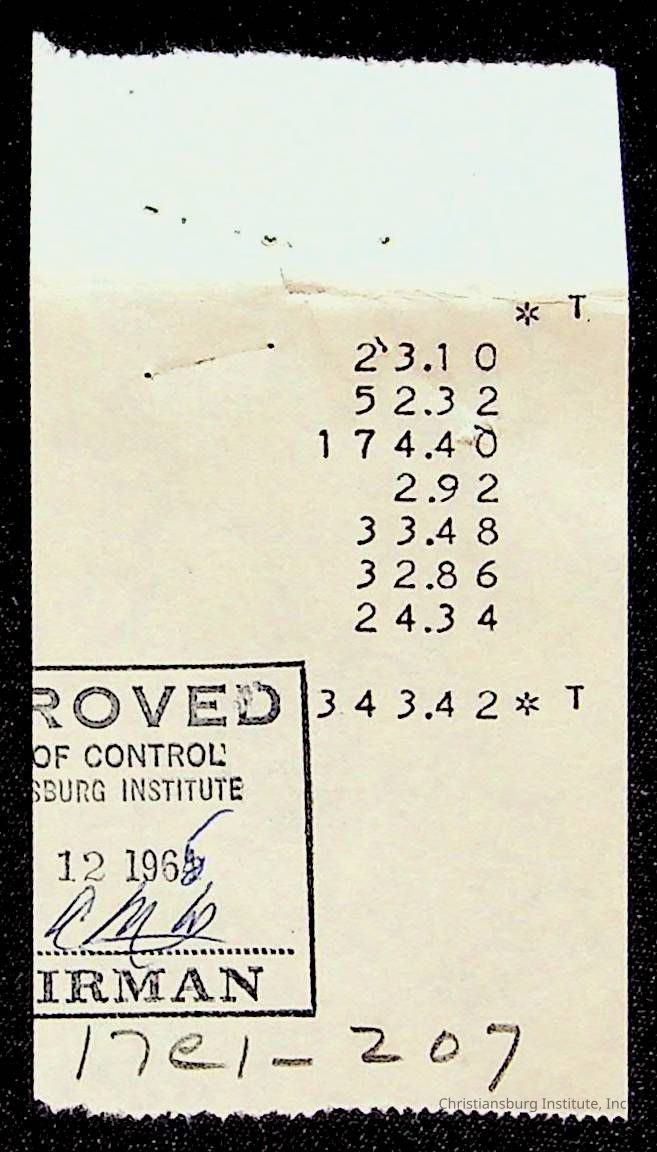 * T
23.10
52.32
174.40
2.92
33.48
32.86
24.34
343.42* T
ROVED
OF CONTROL
SBURG INSTITUTE
12 1965
IRMAN
17C1-207
Christiansburg Institute, Inc